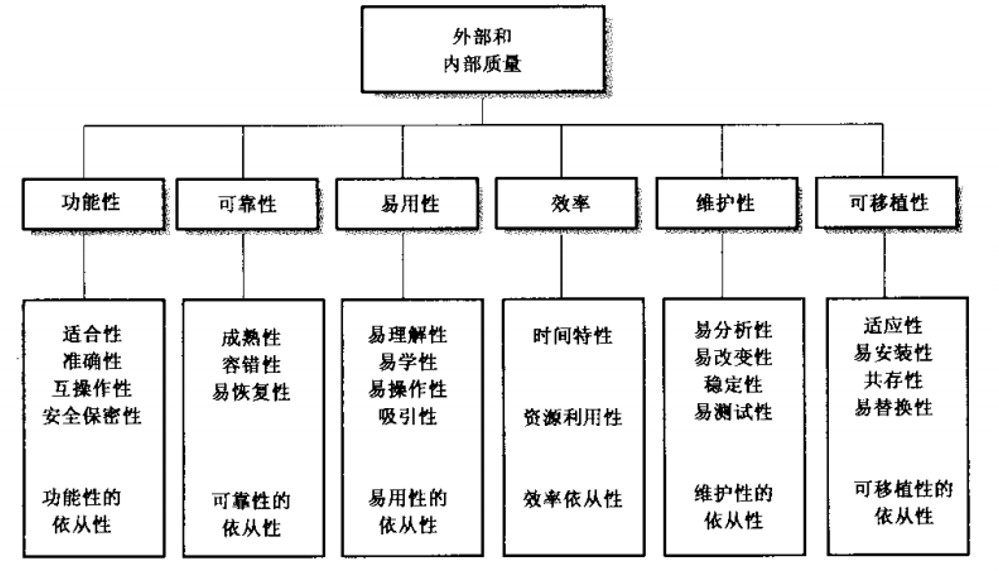 外部和
内部质量
功能性
可靠性
易用性
效率
维护性
可移植性
适合性
准确性
互操作性
安全保密性
功能性的
依从性
成熟性
容错性
易恢复性
可靠性的
依从性
易理解性
易学性
易操作性
吸引性
易用性的
依从性
时间特性
资源利用性
效率依从性
易分析性
易改变性
稳定性
易测试性
维护性的
依从性
适应性
易安装性
共存性
易替换性
可移植性的
依从性